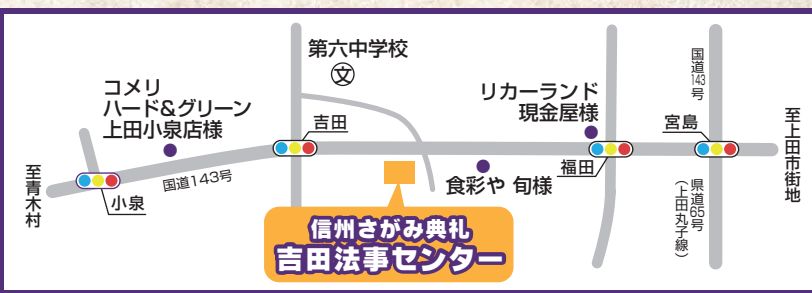 第六中学校
文
コメリ
ハード&グリーン
上田小泉店様
吉田
リカーランド
現金屋様
国道143号
宮島
至上田市街地
至青木村
小泉
国道143号
食彩や 旬様
福田
県道65号
(上田丸子線)
信州さがみ典礼
吉田法事センター